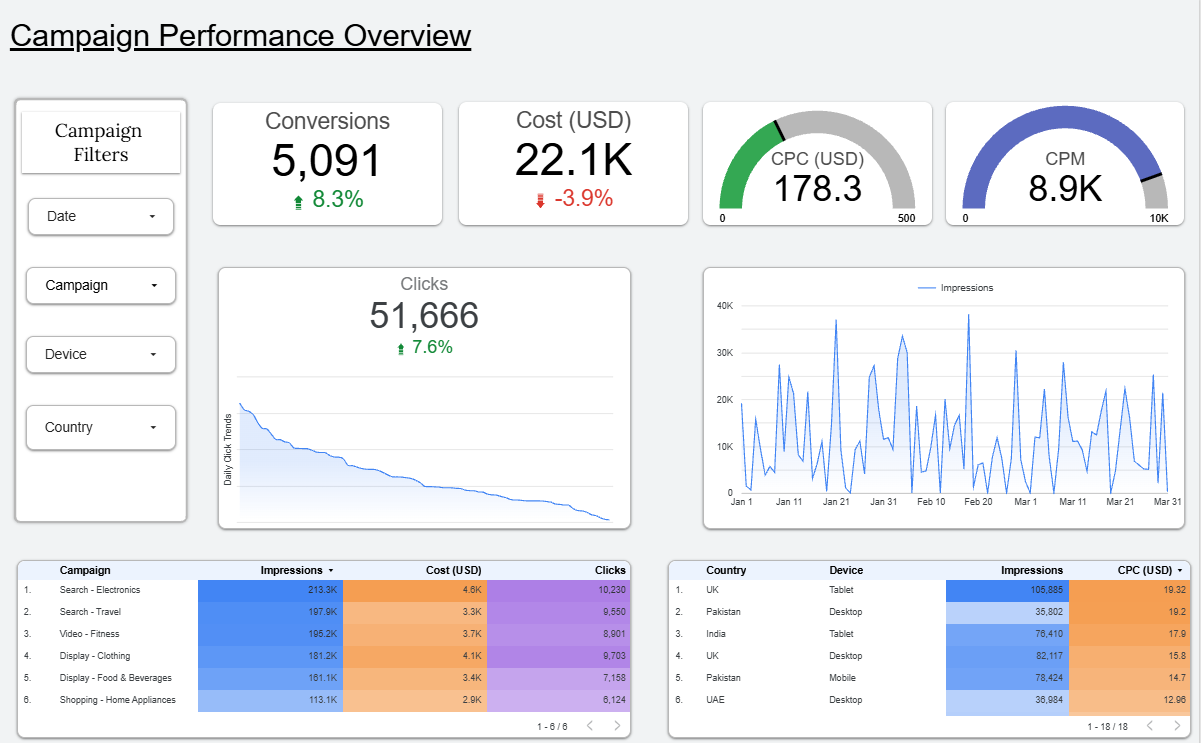 Campaign Performance Overview
Campaign
Filters
Date
Campaign
Device
Country
Conversions
5,091
8.3%
Cost (USD)
22.1K
-3.9%
CPC (USD)
178.3
0 500
CPM
8.9K
0 10K
Clicks
51,666
7.6%
Daily Click Trends
Impressions
40K
30K
20K
10K
0
Jan 1 Jan 11 Jan 21 Jan 31 Feb 10 Feb 20 Mar 1 Mar 11 Mar 21 Mar 31
Campaign Impressions Cost (USD) Clicks
1. Search - Electronics 213.3K 4.6K 10,230
2. Search - Travel 197.9K 3.3K 9,550
3. Video - Fitness 195.2K 3.7K 8,901
4. Display - Clothing 181.2K 4.1K 9,703
5. Display - Food & Beverages 161.1K 3.4K 7,158
6. Shopping - Home Appliances 113.1K 2.9K 6,124
1 - 6 / 6
Country Device Impressions CPC (USD)
1. UK Tablet 105,885 19.32
2. Pakistan Desktop 35,802 19.2
3. India Tablet 76,410 17.9
4. UK Desktop 82,117 15.8
5. Pakistan Mobile 78,424 14.7
6. UAE Desktop 36,984 12.96
1 - 18 / 18